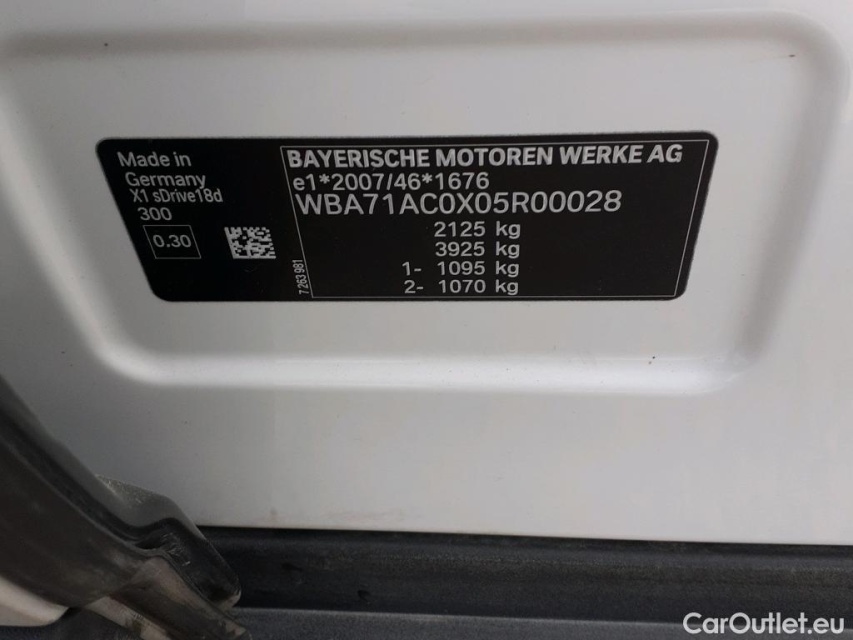 Made in
Germany
X1 sDrive18d
300
0.30
7 263 981
BAYERISCHE MOTOREN WERKE AG
e1*2007/46*1676
WBA71AC0X05R00028
2125 kg
3925 kg
1- 1095 kg
2- 1070 kg
CarOutlet.eu